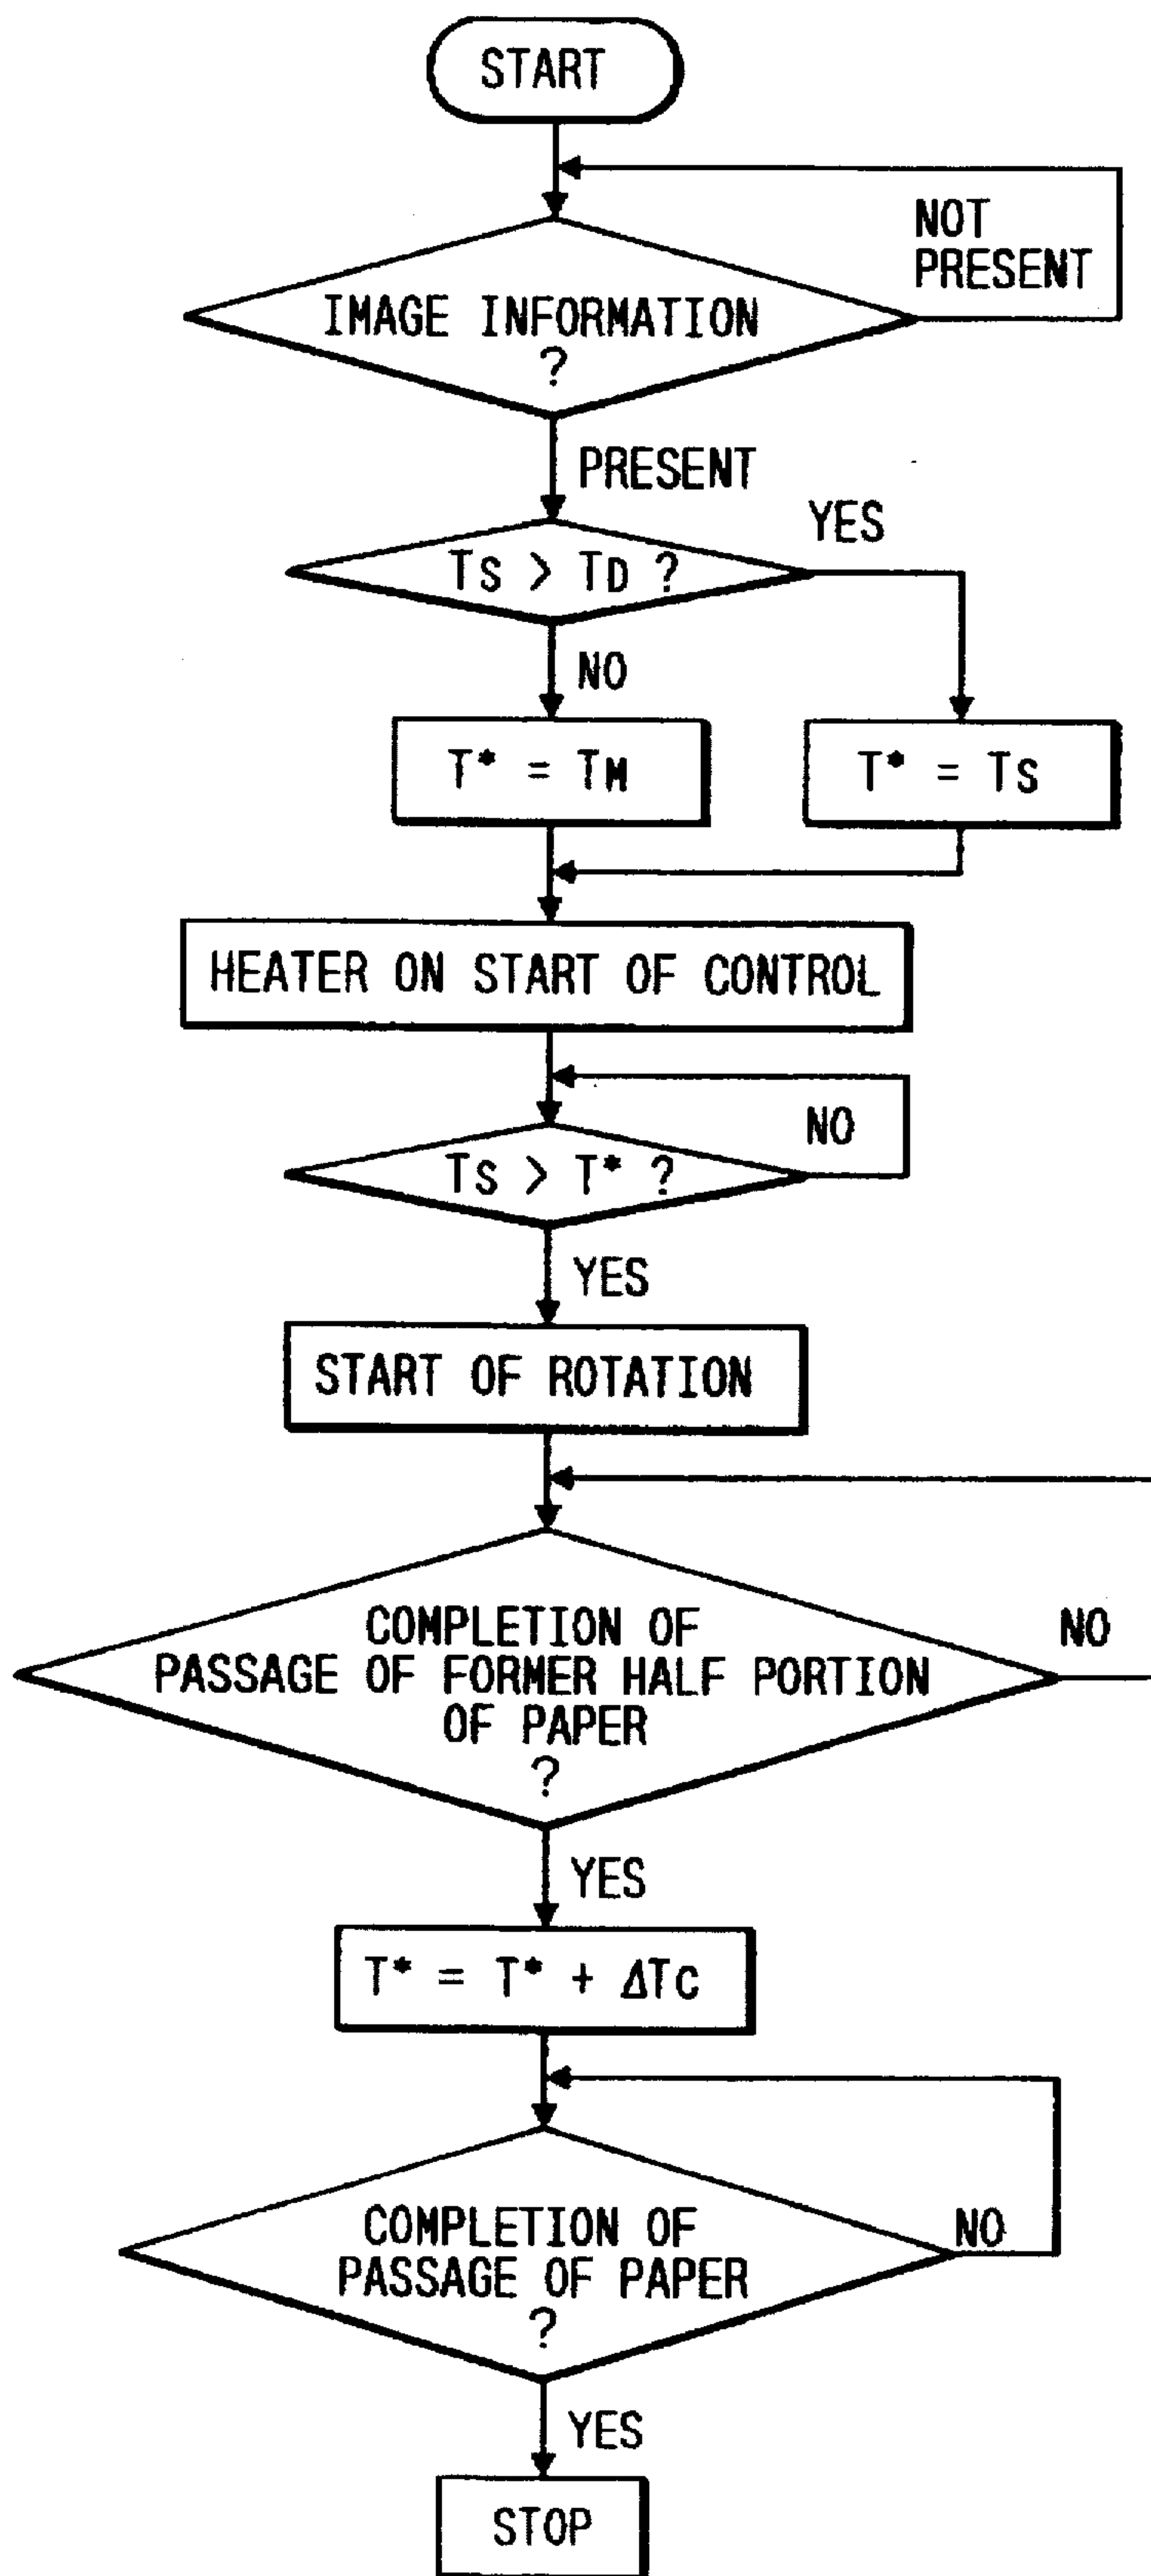 START
NOT
PRESENT
IMAGE INFORMATION
?
PRESENT
YES
TS > TD ?
NO
T* = TM
T* = TS
HEATER ON START OF CONTROL
NO
TS > T* ?
YES
START OF ROTATION
COMPLETION OF
NO
PASSAGE OF FORMER HALF PORTION
OF PAPER
?
YES
T* = T* + ΔTC
COMPLETION OF
NO
PASSAGE OF PAPER
?
YES
STOP